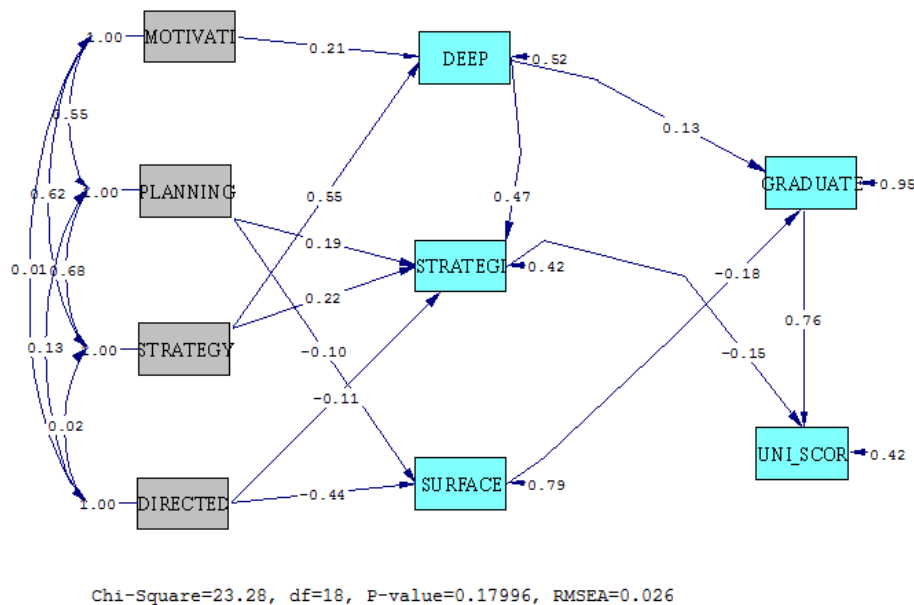 1.00 MOTIVATI 0.21 DEEP 0.52
0.55
0.13
PLANNING 1.00
GRADUATE 0.95
0.62
0.55
0.47
0.19
0.01 0.68
STRATEGI 0.42
-0.18
0.22
0.76
1.00 STRATEGY
0.13
-0.10
-0.15
-0.11
0.02
UNI_SCOR 0.42
-0.44 SURFACE 0.79
1.00 DIRECTED
Chi-Square=23.28, df=18, P-value=0.17996, RMSEA=0.026